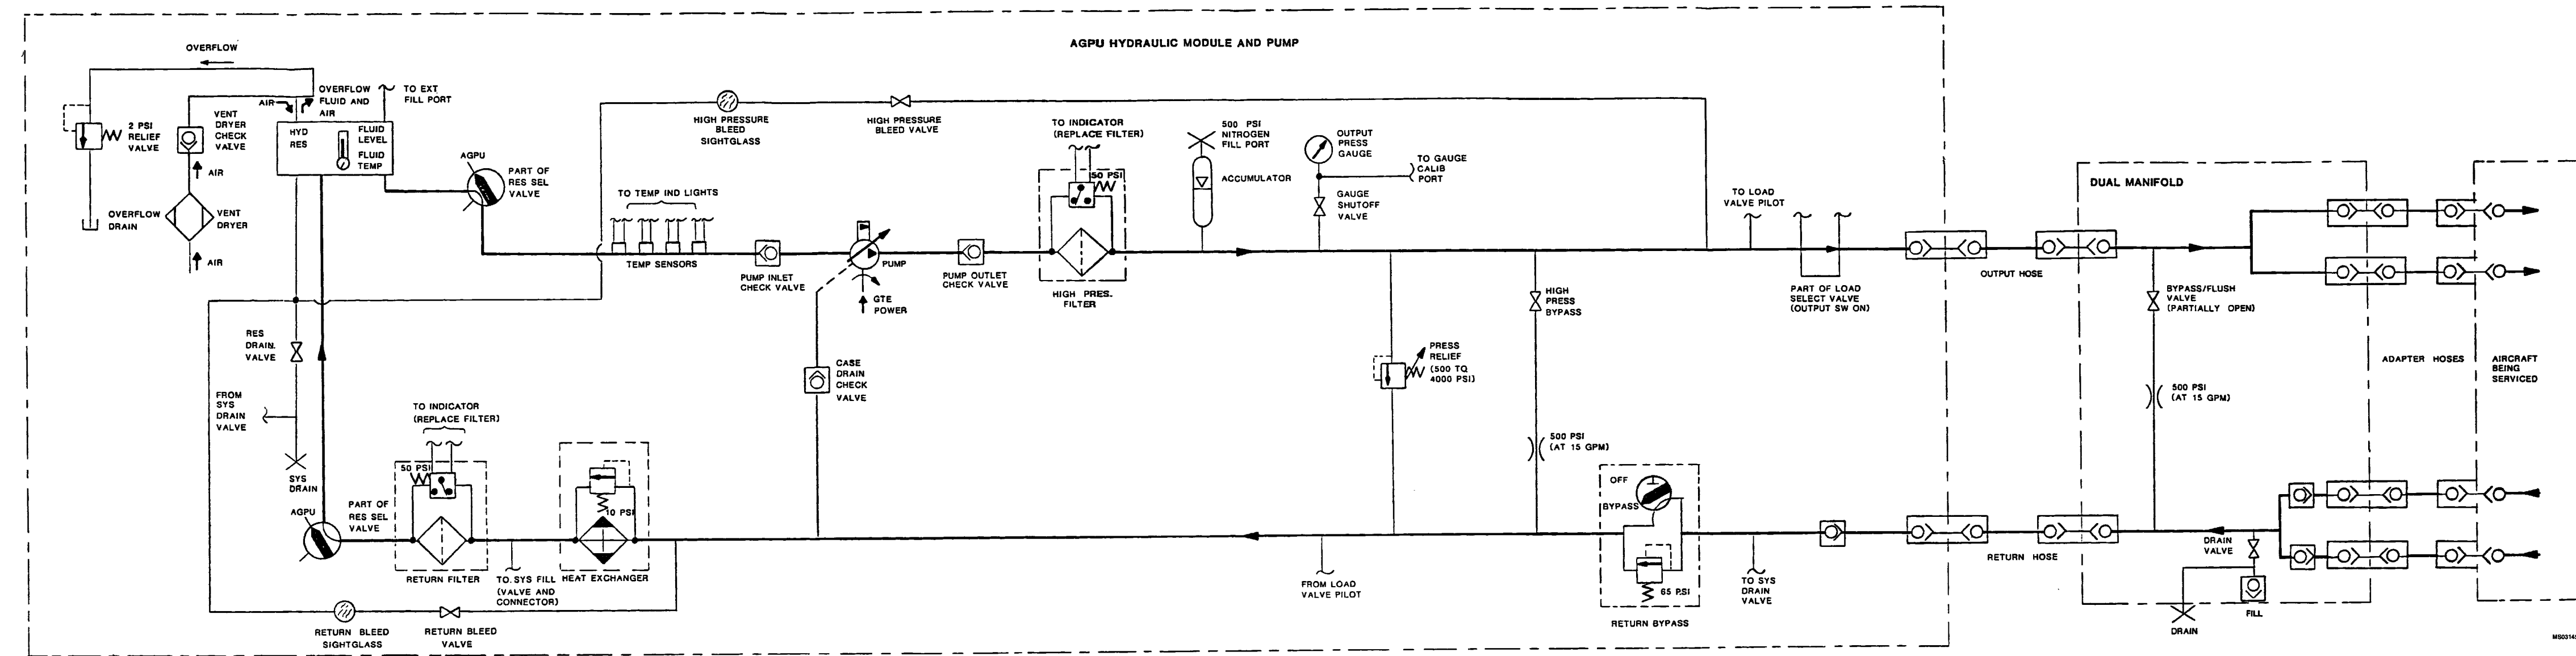 AGPU HYDRAULIC MODULE AND PUMP
OVERFLOW
AIR
OVERFLOW
FLUID AND
AIR
TO EXT
FILL PORT
2 PSI
RELIEF
VALVE
VENT
DRYER
CHECK
VALVE
HYD
RES
FLUID
LEVEL
FLUID
TEMP
AIR
OVERFLOW
DRAIN
VENT
DRYER
AIR
AGPU
PART OF
RES SEL
VALVE
TO TEMP IND LIGHTS
TEMP SENSORS
HIGH PRESSURE
BLEED
SIGHTGLASS
HIGH PRESSURE
BLEED VALVE
PUMP INLET
CHECK VALVE
PUMP
GTE
POWER
PUMP OUTLET
CHECK VALVE
TO INDICATOR
(REPLACE FILTER)
50 PSI
HIGH PRES.
FILTER
500 PSI
NITROGEN
FILL PORT
ACCUMULATOR
OUTPUT
PRESS
GAUGE
TO GAUGE
CALIB
PORT
GAUGE
SHUTOFF
VALVE
TO LOAD
VALVE PILOT
PART OF LOAD
SELECT VALVE
(OUTPUT SW ON)
OUTPUT HOSE
DUAL MANIFOLD
BYPASS/FLUSH
VALVE
(PARTIALLY OPEN)
500 PSI
(AT 15 GPM)
ADAPTER HOSES
AIRCRAFT
BEING
SERVICED
HIGH
PRESS
BYPASS
PRESS
RELIEF
(500 TO
4000 PSI)
500 PSI
(AT 15 GPM)
CASE
DRAIN
CHECK
VALVE
RES
DRAIN.
VALVE
FROM
SYS
DRAIN
VALVE
SYS
DRAIN
AGPU
PART OF
RES SEL
VALVE
TO INDICATOR
(REPLACE FILTER)
50 PSI
RETURN FILTER
TO SYS FILL
(VALVE AND
CONNECTOR)
10 PSI
HEAT EXCHANGER
RETURN BLEED
SIGHTGLASS
RETURN BLEED
VALVE
FROM LOAD
VALVE PILOT
OFF
BYPASS
65 PSI
RETURN BYPASS
TO SYS
DRAIN
VALVE
RETURN HOSE
DRAIN
VALVE
DRAIN
FILL